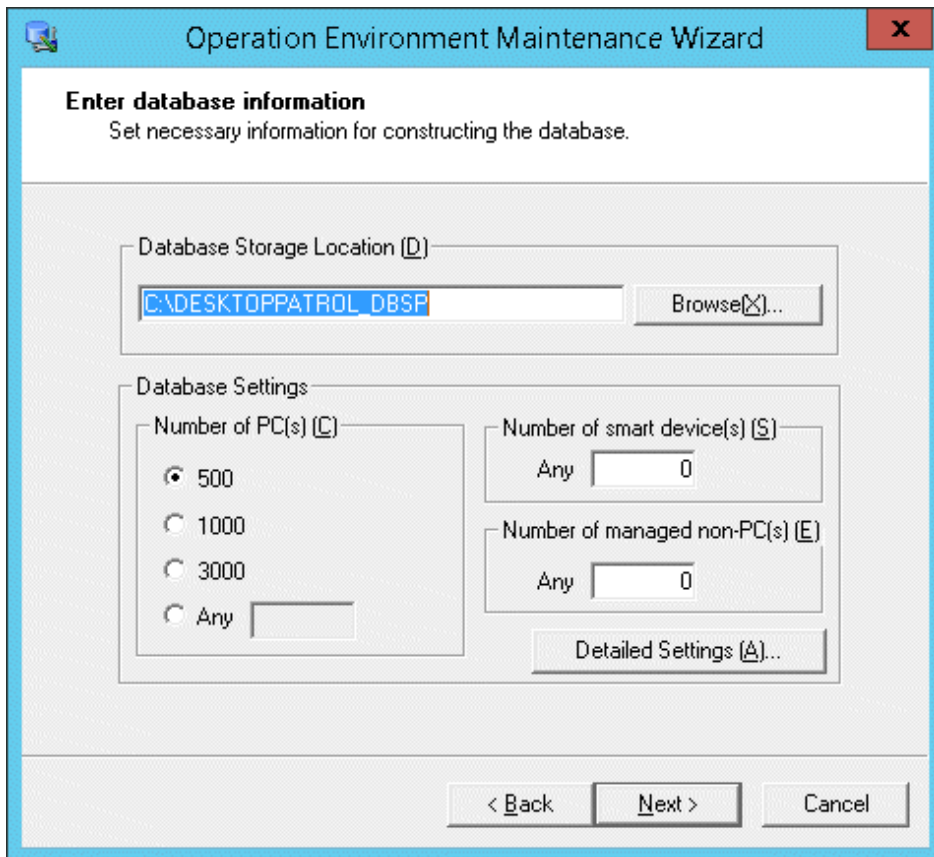 Operation Environment Maintenance Wizard
X
Enter database information
Set necessary information for constructing the database.
Database Storage Location (D)
C:\DESKTOPPATROL_DBSP
Browse(X)...
Database Settings
Number of PC(s) (C)
500
1000
3000
Any
Number of smart device(s) (S)
Any 0
Number of managed non-PC(s) (E)
Any 0
Detailed Settings (A)...
< Back Next > Cancel